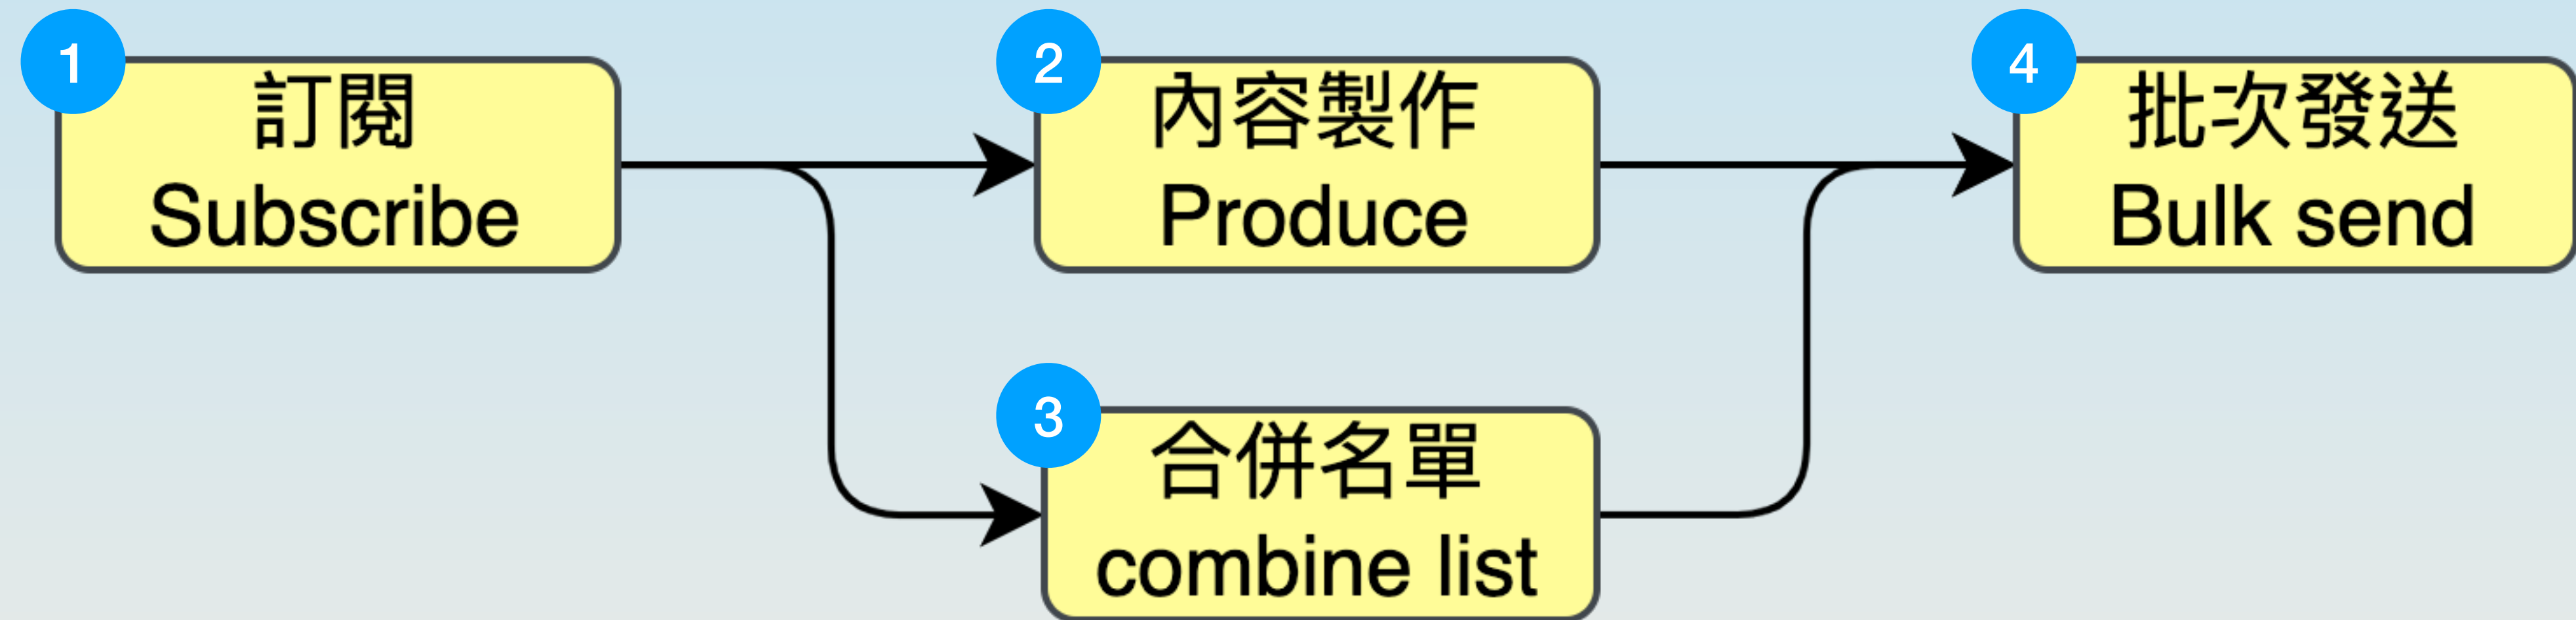 1
訂閱
Subscribe
2
內容製作
Produce
3
合併名單
combine list
4
批次發送
Bulk send